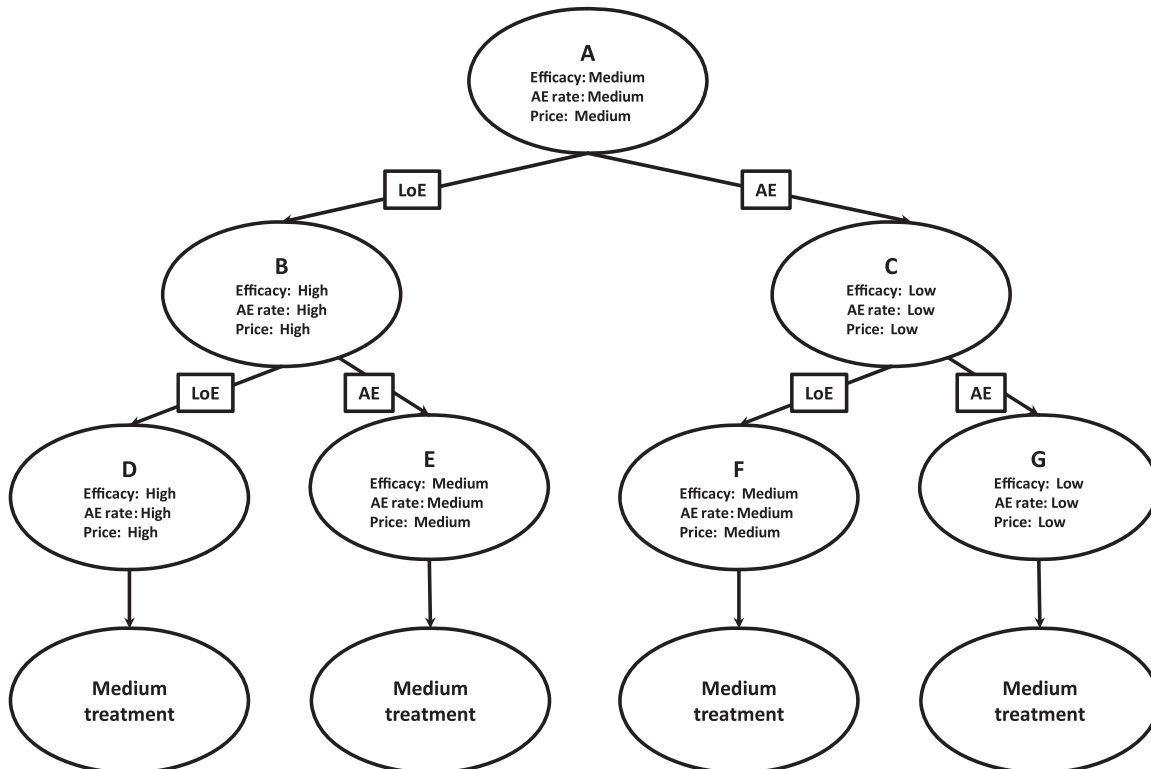 A
Efficacy: Medium
AE rate: Medium
Price: Medium
LoE
AE
B
Efficacy: High
AE rate: High
Price: High
C
Efficacy: Low
AE rate: Low
Price: Low
LoE
AE
LoE
AE
D
Efficacy: High
AE rate: High
Price: High
E
Efficacy: Medium
AE rate: Medium
Price: Medium
F
Efficacy: Medium
AE rate: Medium
Price: Medium
G
Efficacy: Low
AE rate: Low
Price: Low
Medium
treatment
Medium
treatment
Medium
treatment
Medium
treatment